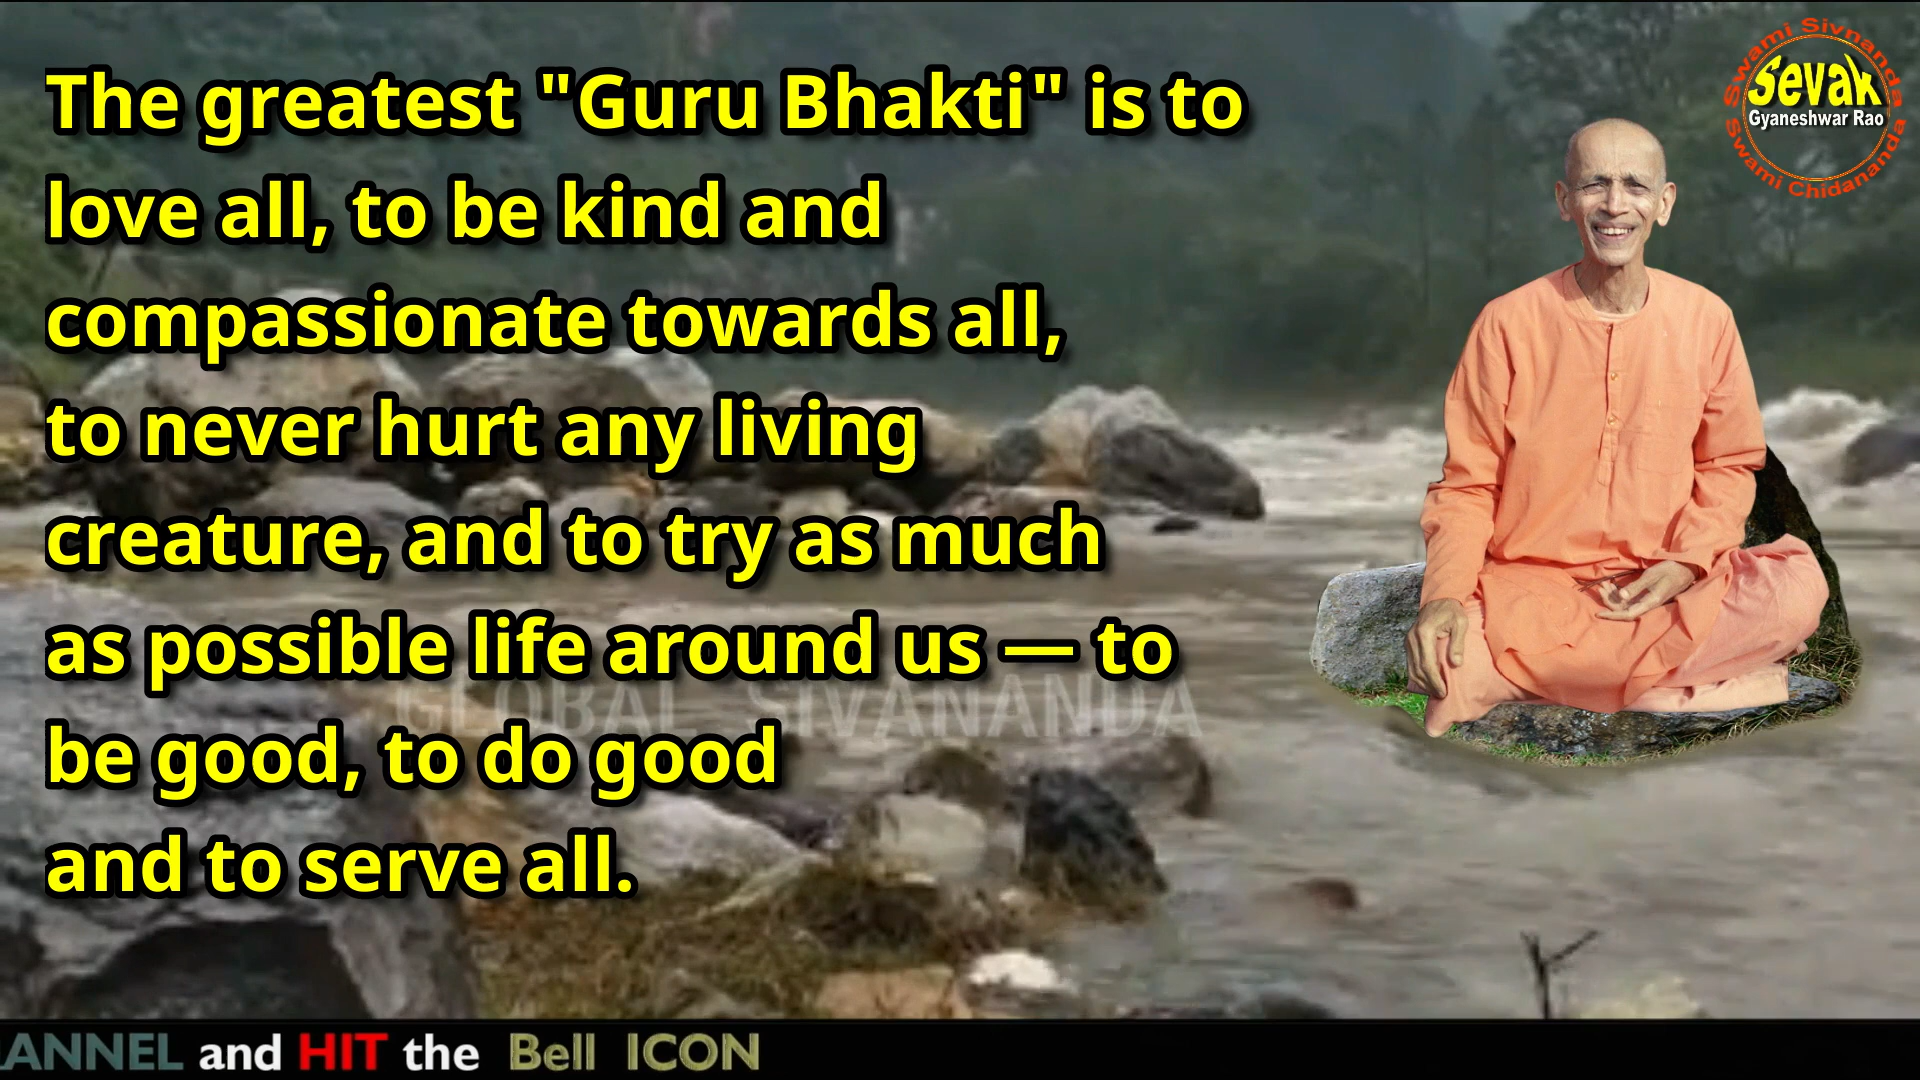 The greatest "Guru Bhakti" is to
love all, to be kind and
compassionate towards all,
to never hurt any living
creature, and to try as much
as possible life around us — to
be good, to do good
and to serve all.
GLOBAL SIVANANDA
Swami Sivnanda
Sevak
Gyaneshwar Rao
Swami Chidananda
ANNEL and HIT the Bell ICON